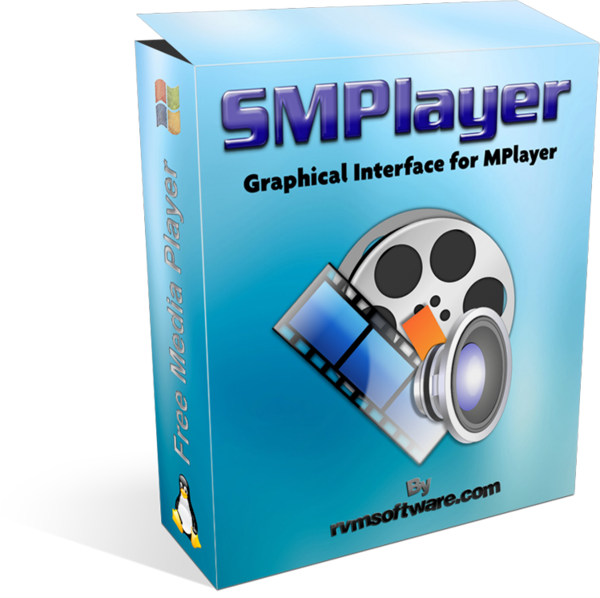 SMPlayer
Graphical Interface for MPlayer
Free Media Player
By
rvmsoftware.com